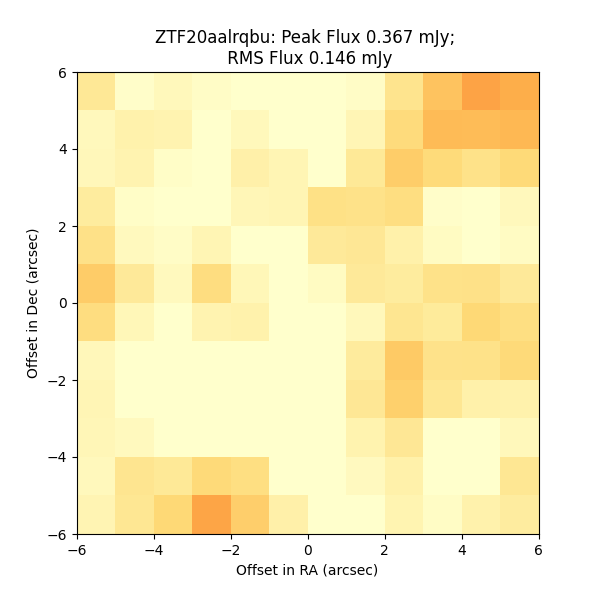 ZTF20aalrqbu: Peak Flux 0.367 mJy;
RMS Flux 0.146 mJy
6
4
2
0
−2
−4
−6
Offset in Dec (arcsec)
−6 −4 −2 0 2 4 6
Offset in RA (arcsec)